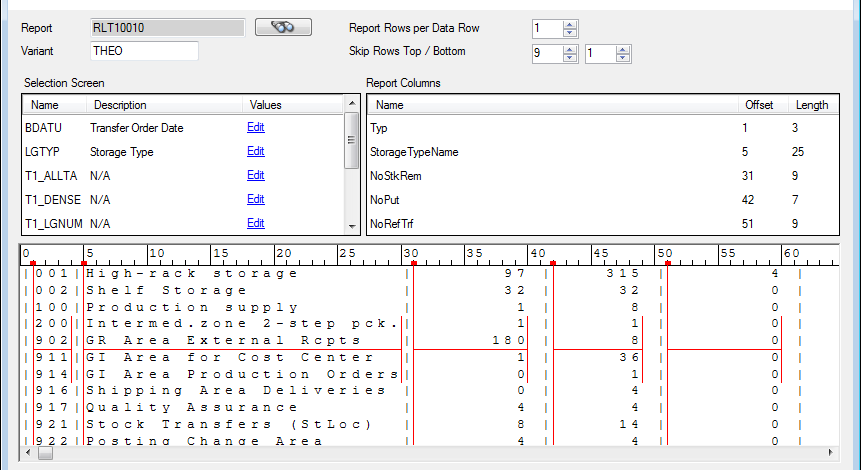 Report RLT10010 Report Rows per Data Row 1
Variant THEO Skip Rows Top / Bottom 9 1
Selection Screen Report Columns
Name Description Values Name Offset Length
BDATU Transfer Order Date Edit Typ 1 3
LGTYP Storage Type Edit StorageTypeName 5 25
T1_ALLTA N/A Edit NoStkRem 31 9
T1_DENSE N/A Edit NoPut 42 7
T1_LGNUM N/A Edit NoRefTrf 51 9
0 5 10 15 20 25 30 35 40 45 50 55 60
001 High-rack storage 97 315 4
002 Shelf Storage 32 32 0
100 Production supply 1 8 0
200 Intermed.zone 2-step pck. 1 1 0
902 GR Area External Rcpts 180 8 0
911 GI Area for Cost Center 1 36 0
914 GI Area Production Orders 0 1 0
916 Shipping Area Deliveries 0 4 0
917 Quality Assurance 4 4 0
921 Stock Transfers (StLoc) 8 14 0
922 Posting Change Area 4 4 0